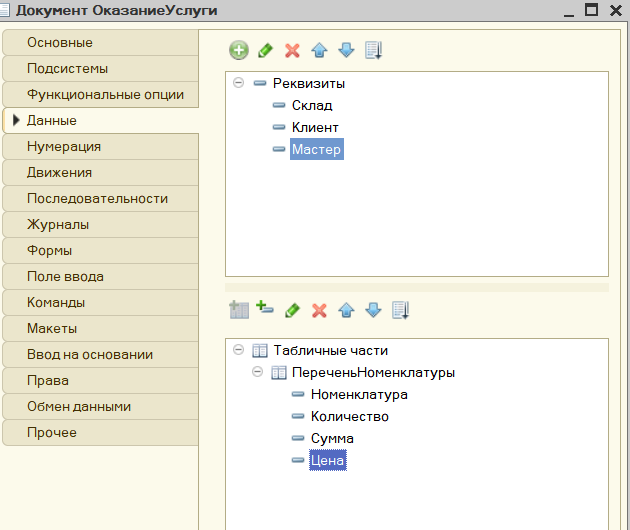 Документ ОказаниеУслуги
Основные
Подсистемы
Функциональные опции
Данные
Нумерация
Движения
Последовательности
Журналы
Формы
Поле ввода
Команды
Макеты
Ввод на основании
Права
Обмен данными
Прочее
Реквизиты
Склад
Клиент
Мастер
Табличные части
ПереченьНоменклатуры
Номенклатура
Количество
Сумма
Цена